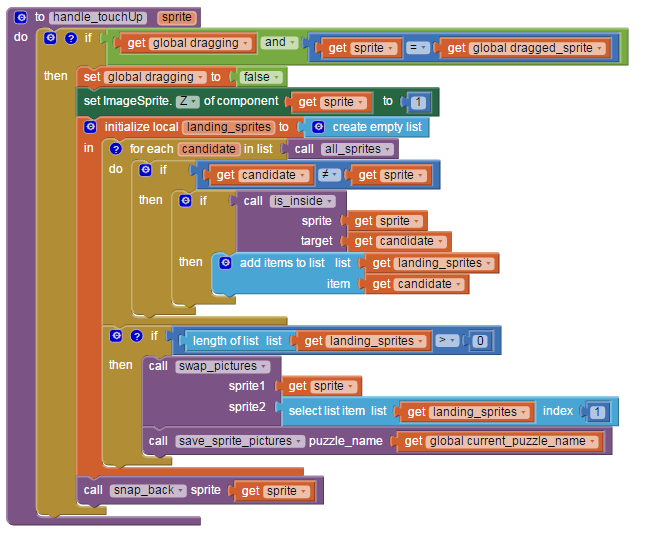 to handle_touchUp sprite
do if get global dragging and get sprite = get global dragged_sprite
then set global dragging to false
set ImageSprite. Z of component get sprite to 1
initialize local landing_sprites to create empty list
in for each candidate in list call all_sprites
do if get candidate ≠ get sprite
then if call is_inside
sprite get sprite
target get candidate
then add items to list list get landing_sprites
item get candidate
if length of list list get landing_sprites > 0
then call swap_pictures
sprite1 get sprite
sprite2 select list item list get landing_sprites index 1
call save_sprite_pictures puzzle_name get global current_puzzle_name
call snap_back sprite get sprite